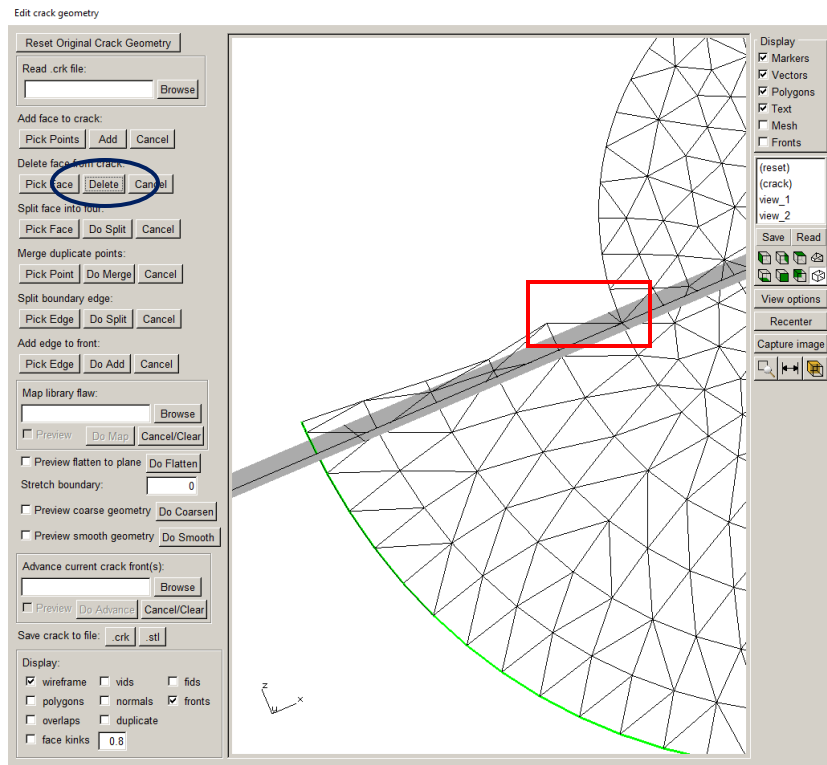 Edit crack geometry
Reset Original Crack Geometry
Read .crk file:
Browse
Add face to crack:
Pick Points Add Cancel
Delete face from crack:
Pick Face Delete Cancel
Split face into four:
Pick Face Do Split Cancel
Merge duplicate points:
Pick Point Do Merge Cancel
Split boundary edge:
Pick Edge Do Split Cancel
Add edge to front:
Pick Edge Do Add Cancel
Map library flaw:
Browse
Preview Do Map Cancel/Clear
Preview flatten to plane Do Flatten
Stretch boundary: 0
Preview coarse geometry Do Coarsen
Preview smooth geometry Do Smooth
Advance current crack front(s):
Browse
Preview Do Advance Cancel/Clear
Save crack to file: .crk .stl
Display:
wireframe vids fids
polygons normals fronts
overlaps duplicate
face kinks 0.8
z
x
y
Display
Markers
Vectors
Polygons
Text
Mesh
Fronts
(reset)
(crack)
view_1
view_2
Save Read
View options
Recenter
Capture image